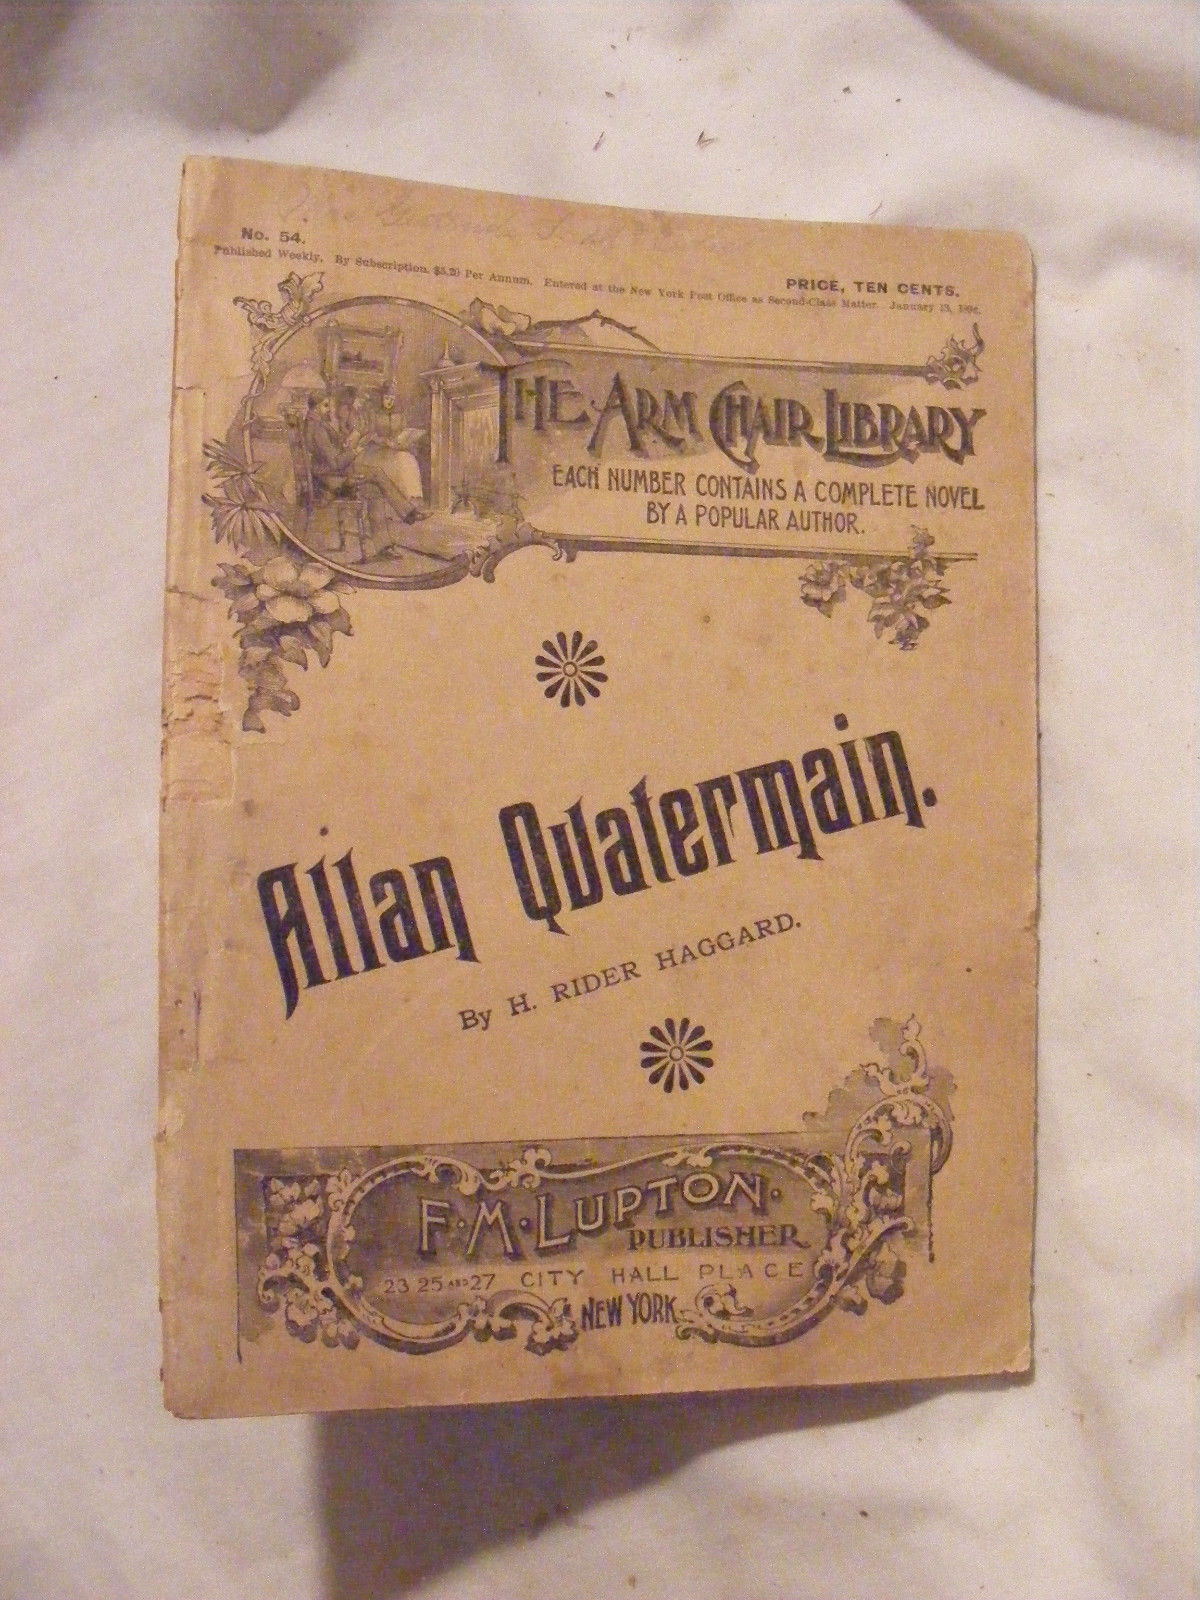 No. 54.
PRICE, TEN CENTS.
Published Weekly. By Subscription, $5.20 Per Annum. Entered at the New York Post Office as Second-Class Matter. January 13,
THE ARM CHAIR LIBRARY
EACH NUMBER CONTAINS A COMPLETE NOVEL
BY A POPULAR AUTHOR.
Allan Quatermain.
By H. RIDER HAGGARD.
F. M. LUPTON.
PUBLISHER
23 25 AND 27 CITY HALL PLACE
NEW YORK